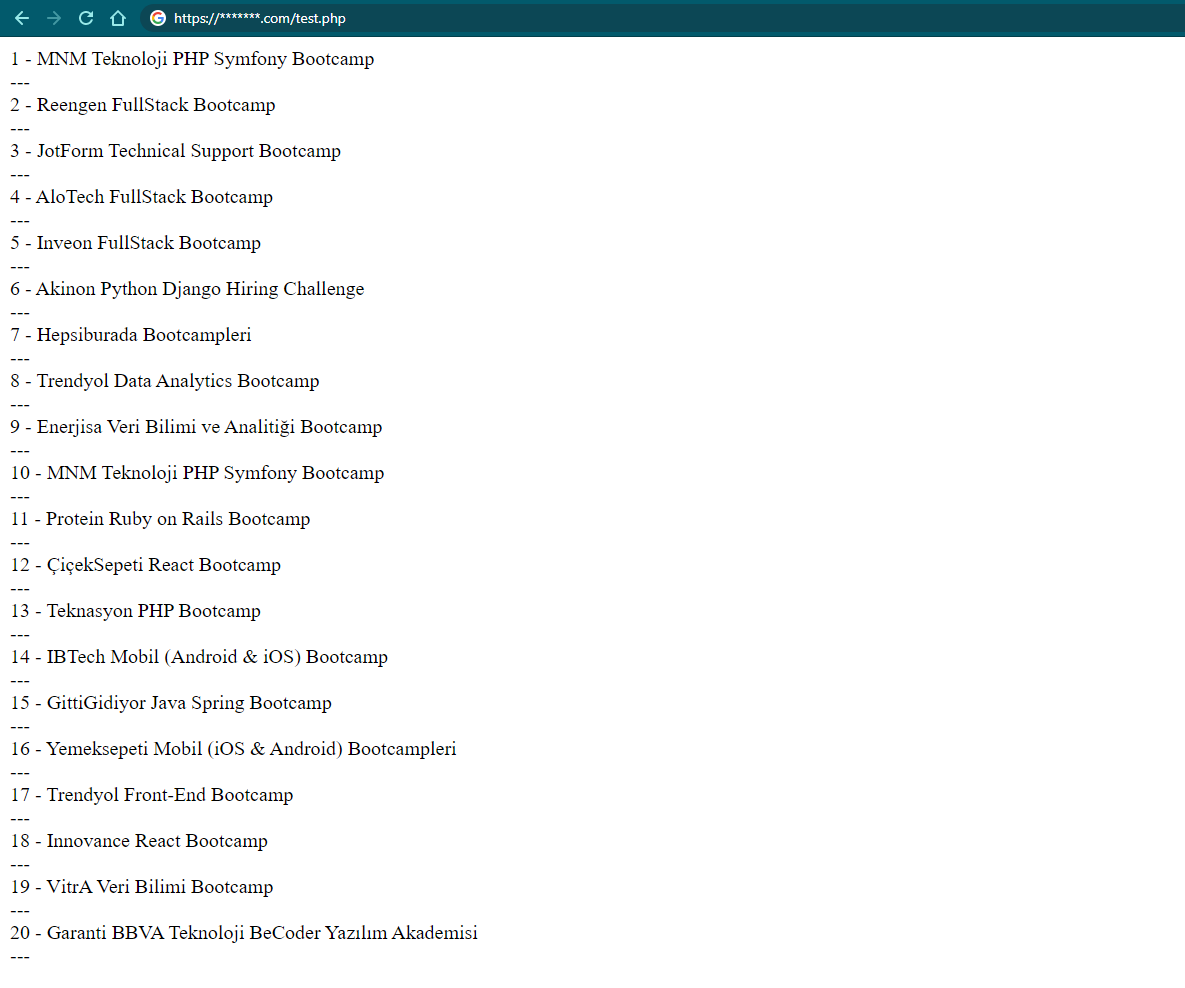 https://*******.com/test.php
1 - MNM Teknoloji PHP Symfony Bootcamp
---
2 - Reengen FullStack Bootcamp
---
3 - JotForm Technical Support Bootcamp
---
4 - AloTech FullStack Bootcamp
---
5 - Inveon FullStack Bootcamp
---
6 - Akinon Python Django Hiring Challenge
---
7 - Hepsiburada Bootcampleri
---
8 - Trendyol Data Analytics Bootcamp
---
9 - Enerjisa Veri Bilimi ve Analitiği Bootcamp
---
10 - MNM Teknoloji PHP Symfony Bootcamp
---
11 - Protein Ruby on Rails Bootcamp
---
12 - ÇiçekSepeti React Bootcamp
---
13 - Teknasyon PHP Bootcamp
---
14 - IBTech Mobil (Android & iOS) Bootcamp
---
15 - GittiGidiyor Java Spring Bootcamp
---
16 - Yemeksepeti Mobil (iOS & Android) Bootcampleri
---
17 - Trendyol Front-End Bootcamp
---
18 - Innovance React Bootcamp
---
19 - VitrA Veri Bilimi Bootcamp
---
20 - Garanti BBVA Teknoloji BeCoder Yazılım Akademisi
---